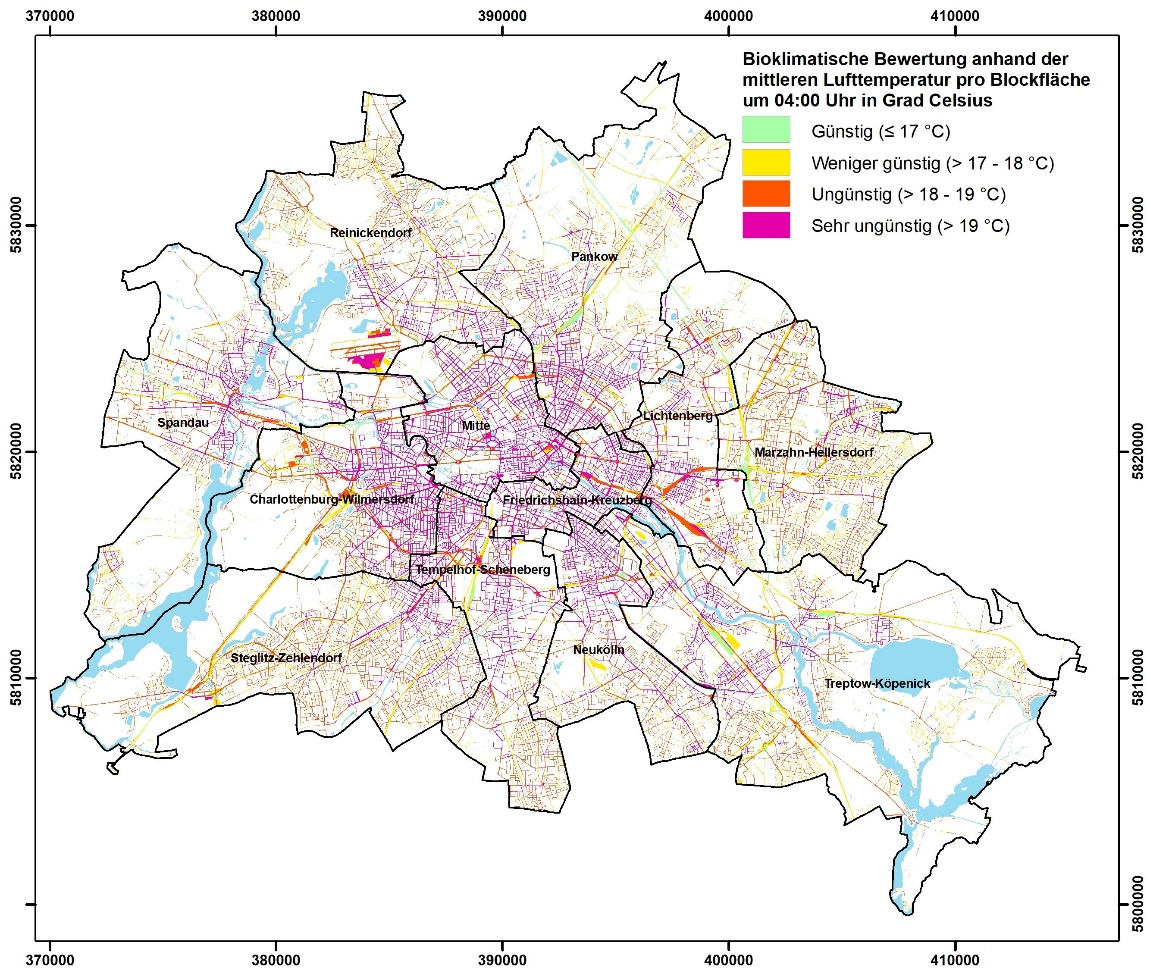 370000
380000
390000
400000
410000
Bioklimatische Bewertung anhand der
mittleren Lufttemperatur pro Blockfläche
um 04:00 Uhr in Grad Celsius
Günstig (≤ 17 °C)
Weniger günstig (> 17 - 18 °C)
Ungünstig (> 18 - 19 °C)
Sehr ungünstig (> 19 °C)
5830000
5830000
Reinickendorf
Pankow
Lichtenberg
Spandau
Mitte
5820000
5820000
Marzahn-Hellersdorf
Charlottenburg-Wilmersdorf
Friedrichshain-Kreuzberg
Tempelhof-Scheneberg
Neukölln
Steglitz-Zehlendorf
5810000
5810000
Treptow-Köpenick
5800000
370000
380000
390000
400000
410000